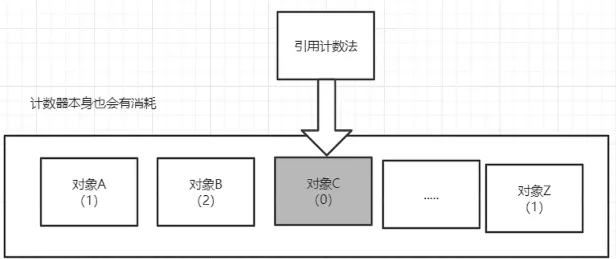 引用计数法
计数器本身也会有消耗
对象A
(1)
对象B
(2)
对象C
(0)
.....
对象Z
(1)